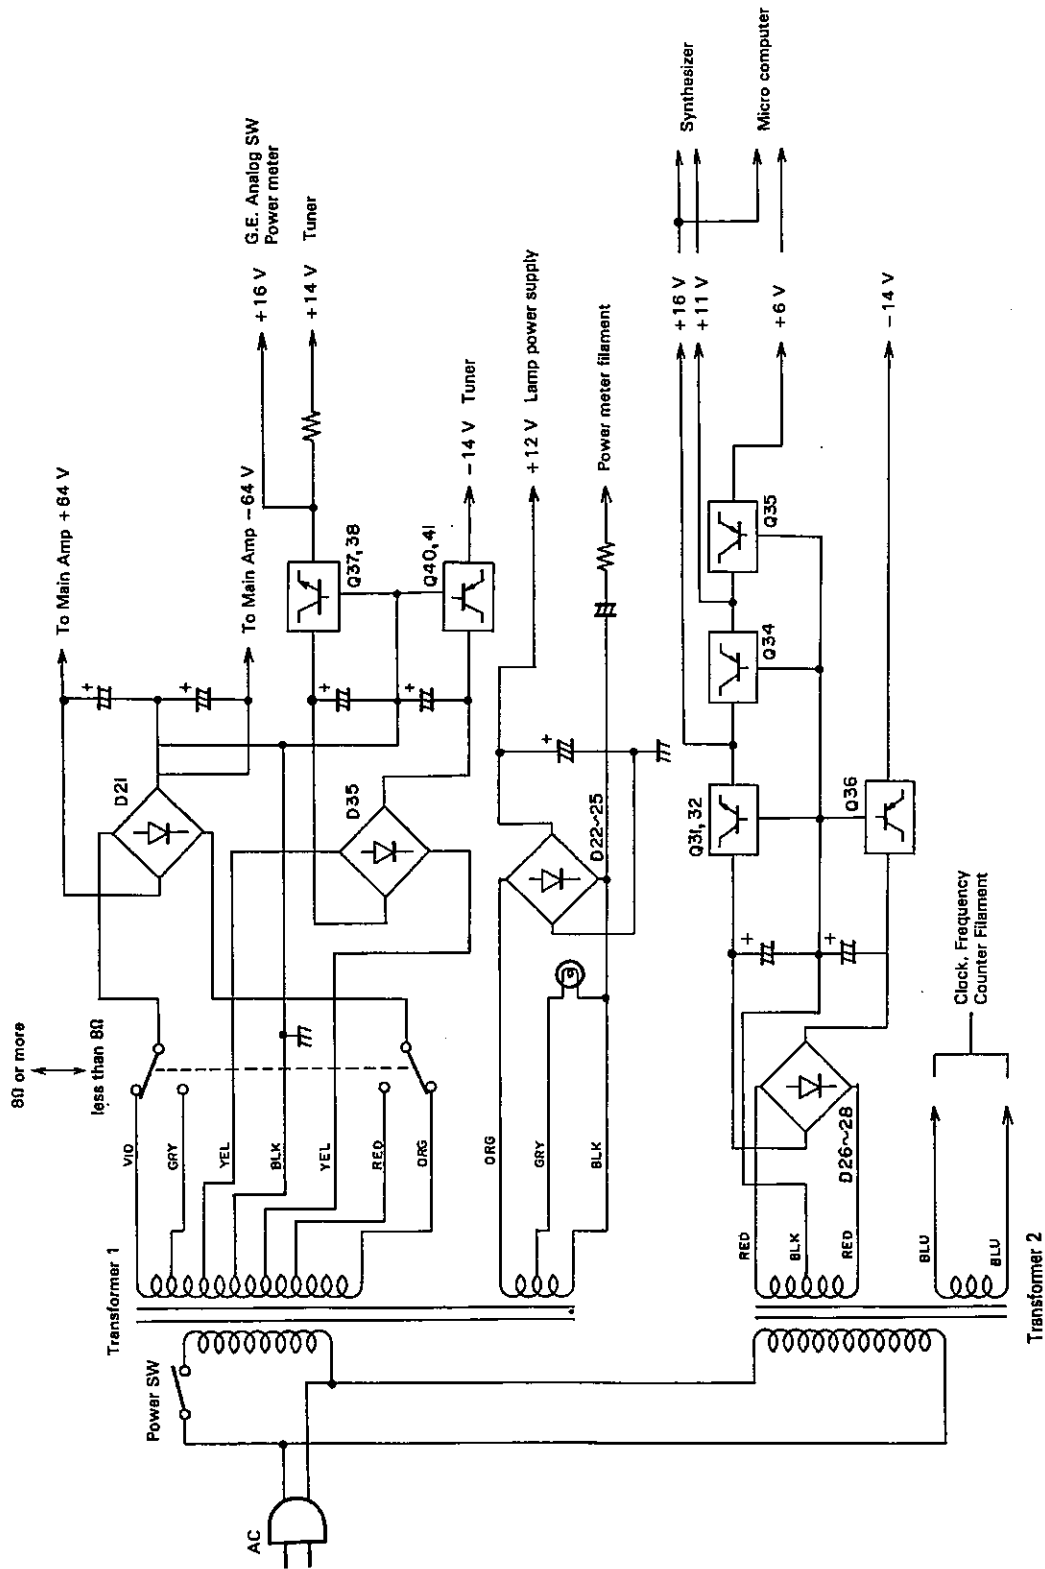 8Ω or more
less than 8Ω
To Main Amp +64 V
To Main Amp −64 V
+16 V G.E. Analog SW
Power meter
+14 V Tuner
−14 V Tuner
+12 V Lamp power supply
Power meter filament
Synthesizer
Micro computer
+16 V
+11 V
+6 V
−14 V
D21
D35
Q37,38
Q40,41
D22~25
Q31,32
Q34
Q35
Q36
D26~28
Clock, Frequency
Counter Filament
VIO
GRY
YEL
BLK
YEL
RED
ORG
ORG
GRY
BLK
RED
BLK
RED
BLU
BLU
Transformer 1
Transformer 2
Power SW
AC
+
+
+
+
+
+
+